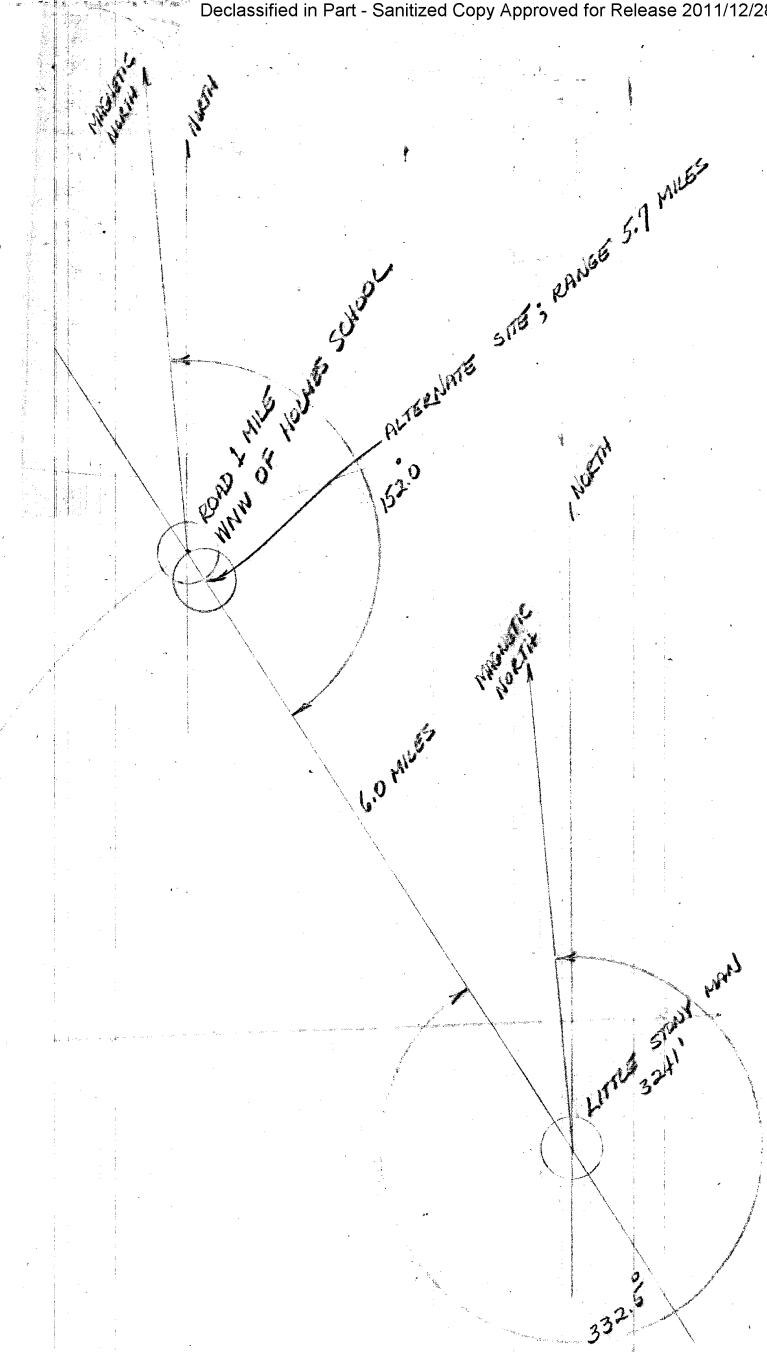 Declassified in Part - Sanitized Copy Approved for Release 2011/12/28
MAGNETIC
NORTH
NORTH
ROAD 1 MILE
WNW OF HOLMES SCHOOL
ALTERNATE SITE; RANGE 5.7 MILES
152.0°
NORTH
MAGNETIC
NORTH
6.0 MILES
LITTLE STONY MAN
3241'
332.5°